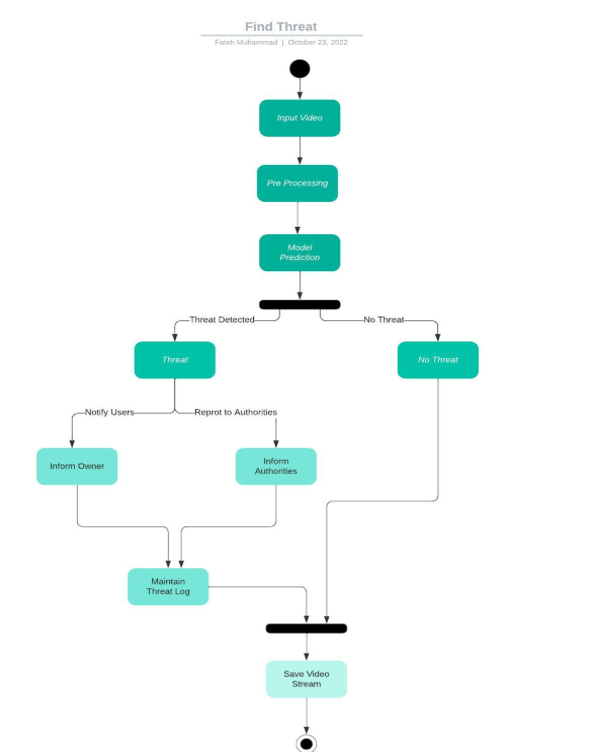 Find Threat
Fateh Muhammad | October 23, 2022
Input Video
Pre Processing
Model
Prediction
Threat Detected
No Threat
Threat
No Threat
Notify Users
Reprot to Authorities
Inform Owner
Inform
Authorities
Maintain
Threat Log
Save Video
Stream